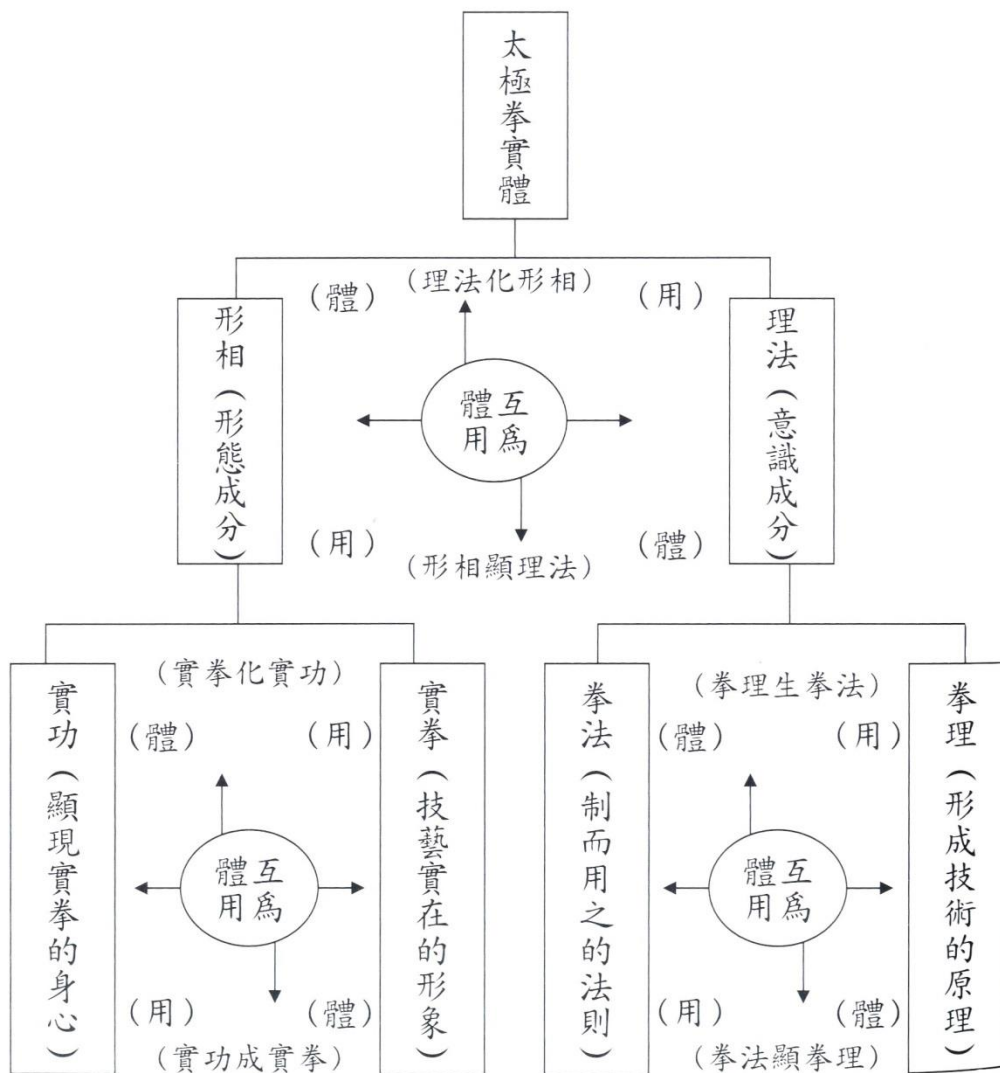 太極拳實體
（理法化形相）
（體）
（用）
形相（形態成分）
理法（意識成分）
互為
體用
（用）
（體）
（形相顯理法）
（實拳化實功）
（體）
（用）
實功（顯現實拳的身心）
實拳（技藝實在的形象）
互為
體用
（用）
（體）
（實功成實拳）
（拳理生拳法）
（體）
（用）
拳法（制而用之的法則）
拳理（形成技術的原理）
互為
體用
（用）
（體）
（拳法顯拳理）